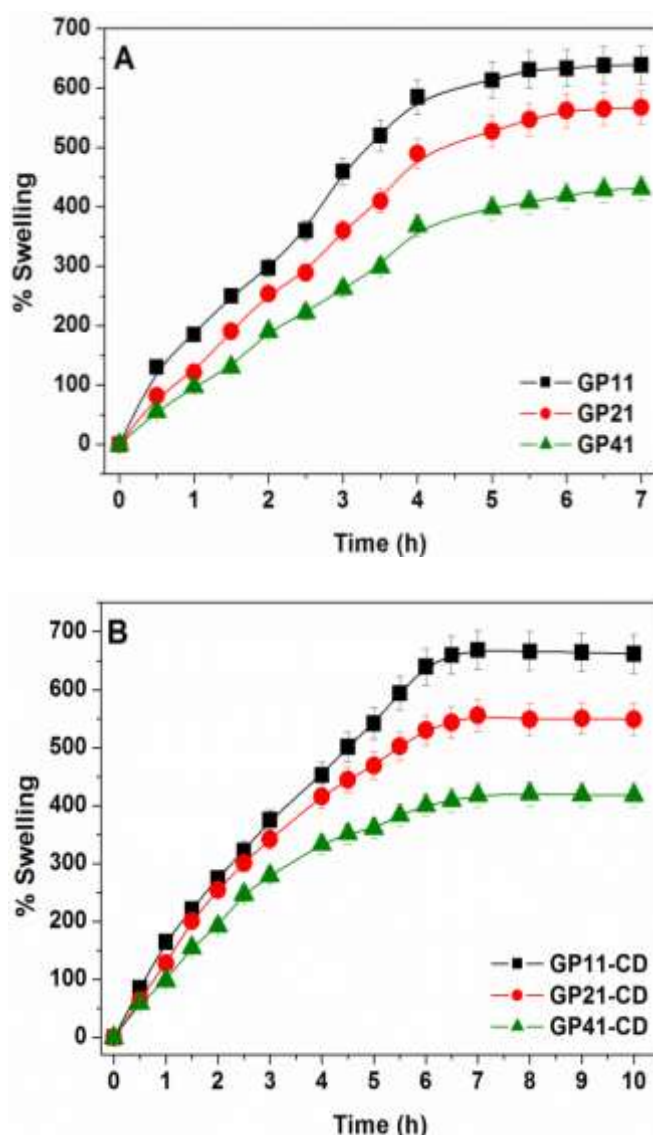 A
700
600
500
400
300
200
100
0
% Swelling
GP11
GP21
GP41
0 1 2 3 4 5 6 7
Time (h)
B
700
600
500
400
300
200
100
0
% Swelling
GP11-CD
GP21-CD
GP41-CD
0 1 2 3 4 5 6 7 8 9 10
Time (h)